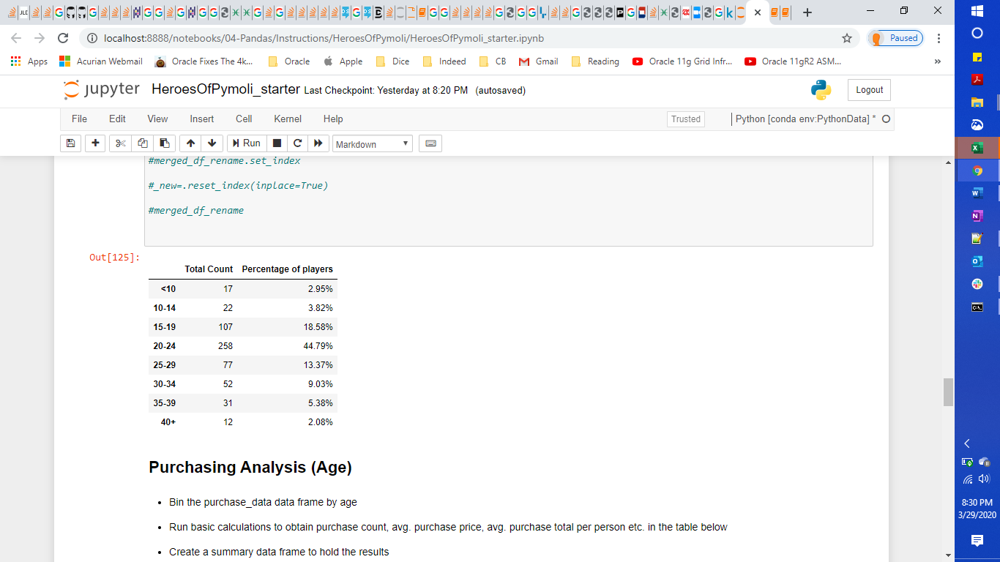 localhost:8888/notebooks/04-Pandas/Instructions/HeroesOfPymoli/HeroesOfPymoli_starter.ipynb
Paused
Apps Acurian Webmail Oracle Fixes The 4k... Oracle Apple Dice Indeed CB Gmail Reading Oracle 11g Grid Infr... Oracle 11gR2 ASM... »
jupyter HeroesOfPymoli_starter Last Checkpoint: Yesterday at 8:20 PM (autosaved)
Logout
File Edit View Insert Cell Kernel Help
Trusted
Python [conda env:PythonData] *
Run
Markdown
#merged_df_rename.set_index
#_new=.reset_index(inplace=True)
#merged_df_rename
Out[125]:
Total Count Percentage of players
<10 17 2.95%
10-14 22 3.82%
15-19 107 18.58%
20-24 258 44.79%
25-29 77 13.37%
30-34 52 9.03%
35-39 31 5.38%
40+ 12 2.08%
Purchasing Analysis (Age)
• Bin the purchase_data data frame by age
• Run basic calculations to obtain purchase count, avg. purchase price, avg. purchase total per person etc. in the table below
• Create a summary data frame to hold the results
8:30 PM
3/29/2020